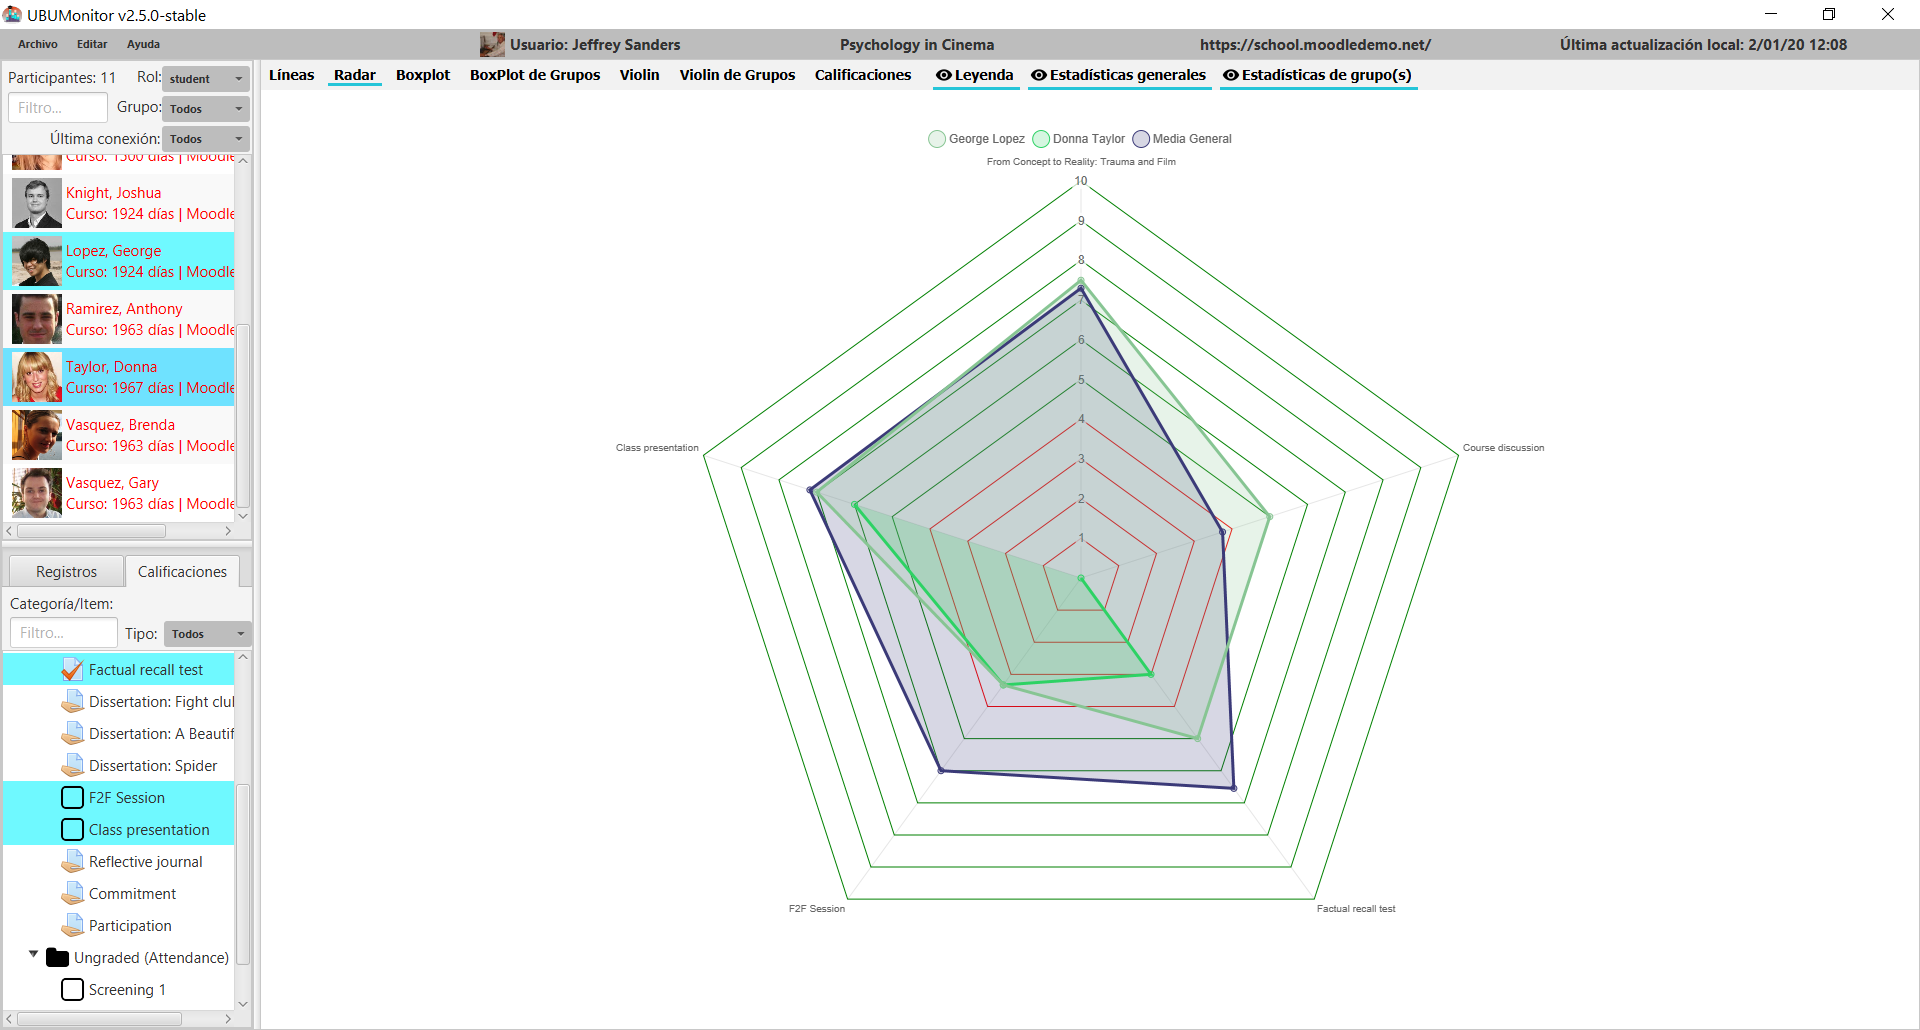 UBUMonitor v2.5.0-stable
Archivo Editar Ayuda
Usuario: Jeffrey Sanders
Psychology in Cinema
https://school.moodledemo.net/
Última actualización local: 2/01/20 12:08
Participantes: 11 Rol: student
Filtro... Grupo: Todos
Última conexión: Todos
Curso: 1500 días | Moodle
Knight, Joshua
Curso: 1924 días | Moodle
Lopez, George
Curso: 1924 días | Moodle
Ramirez, Anthony
Curso: 1963 días | Moodle
Taylor, Donna
Curso: 1967 días | Moodle
Vasquez, Brenda
Curso: 1963 días | Moodle
Vasquez, Gary
Curso: 1963 días | Moodle
Registros Calificaciones
Categoría/Item:
Filtro... Tipo: Todos
Factual recall test
Dissertation: Fight clu
Dissertation: A Beautif
Dissertation: Spider
F2F Session
Class presentation
Reflective journal
Commitment
Participation
Ungraded (Attendance)
Screening 1
Líneas Radar Boxplot BoxPlot de Grupos Violin Violin de Grupos Calificaciones Leyenda Estadísticas generales Estadísticas de grupo(s)
George Lopez Donna Taylor Media General
From Concept to Reality: Trauma and Film
10
9
8
7
6
5
4
3
2
1
Class presentation
Course discussion
F2F Session
Factual recall test